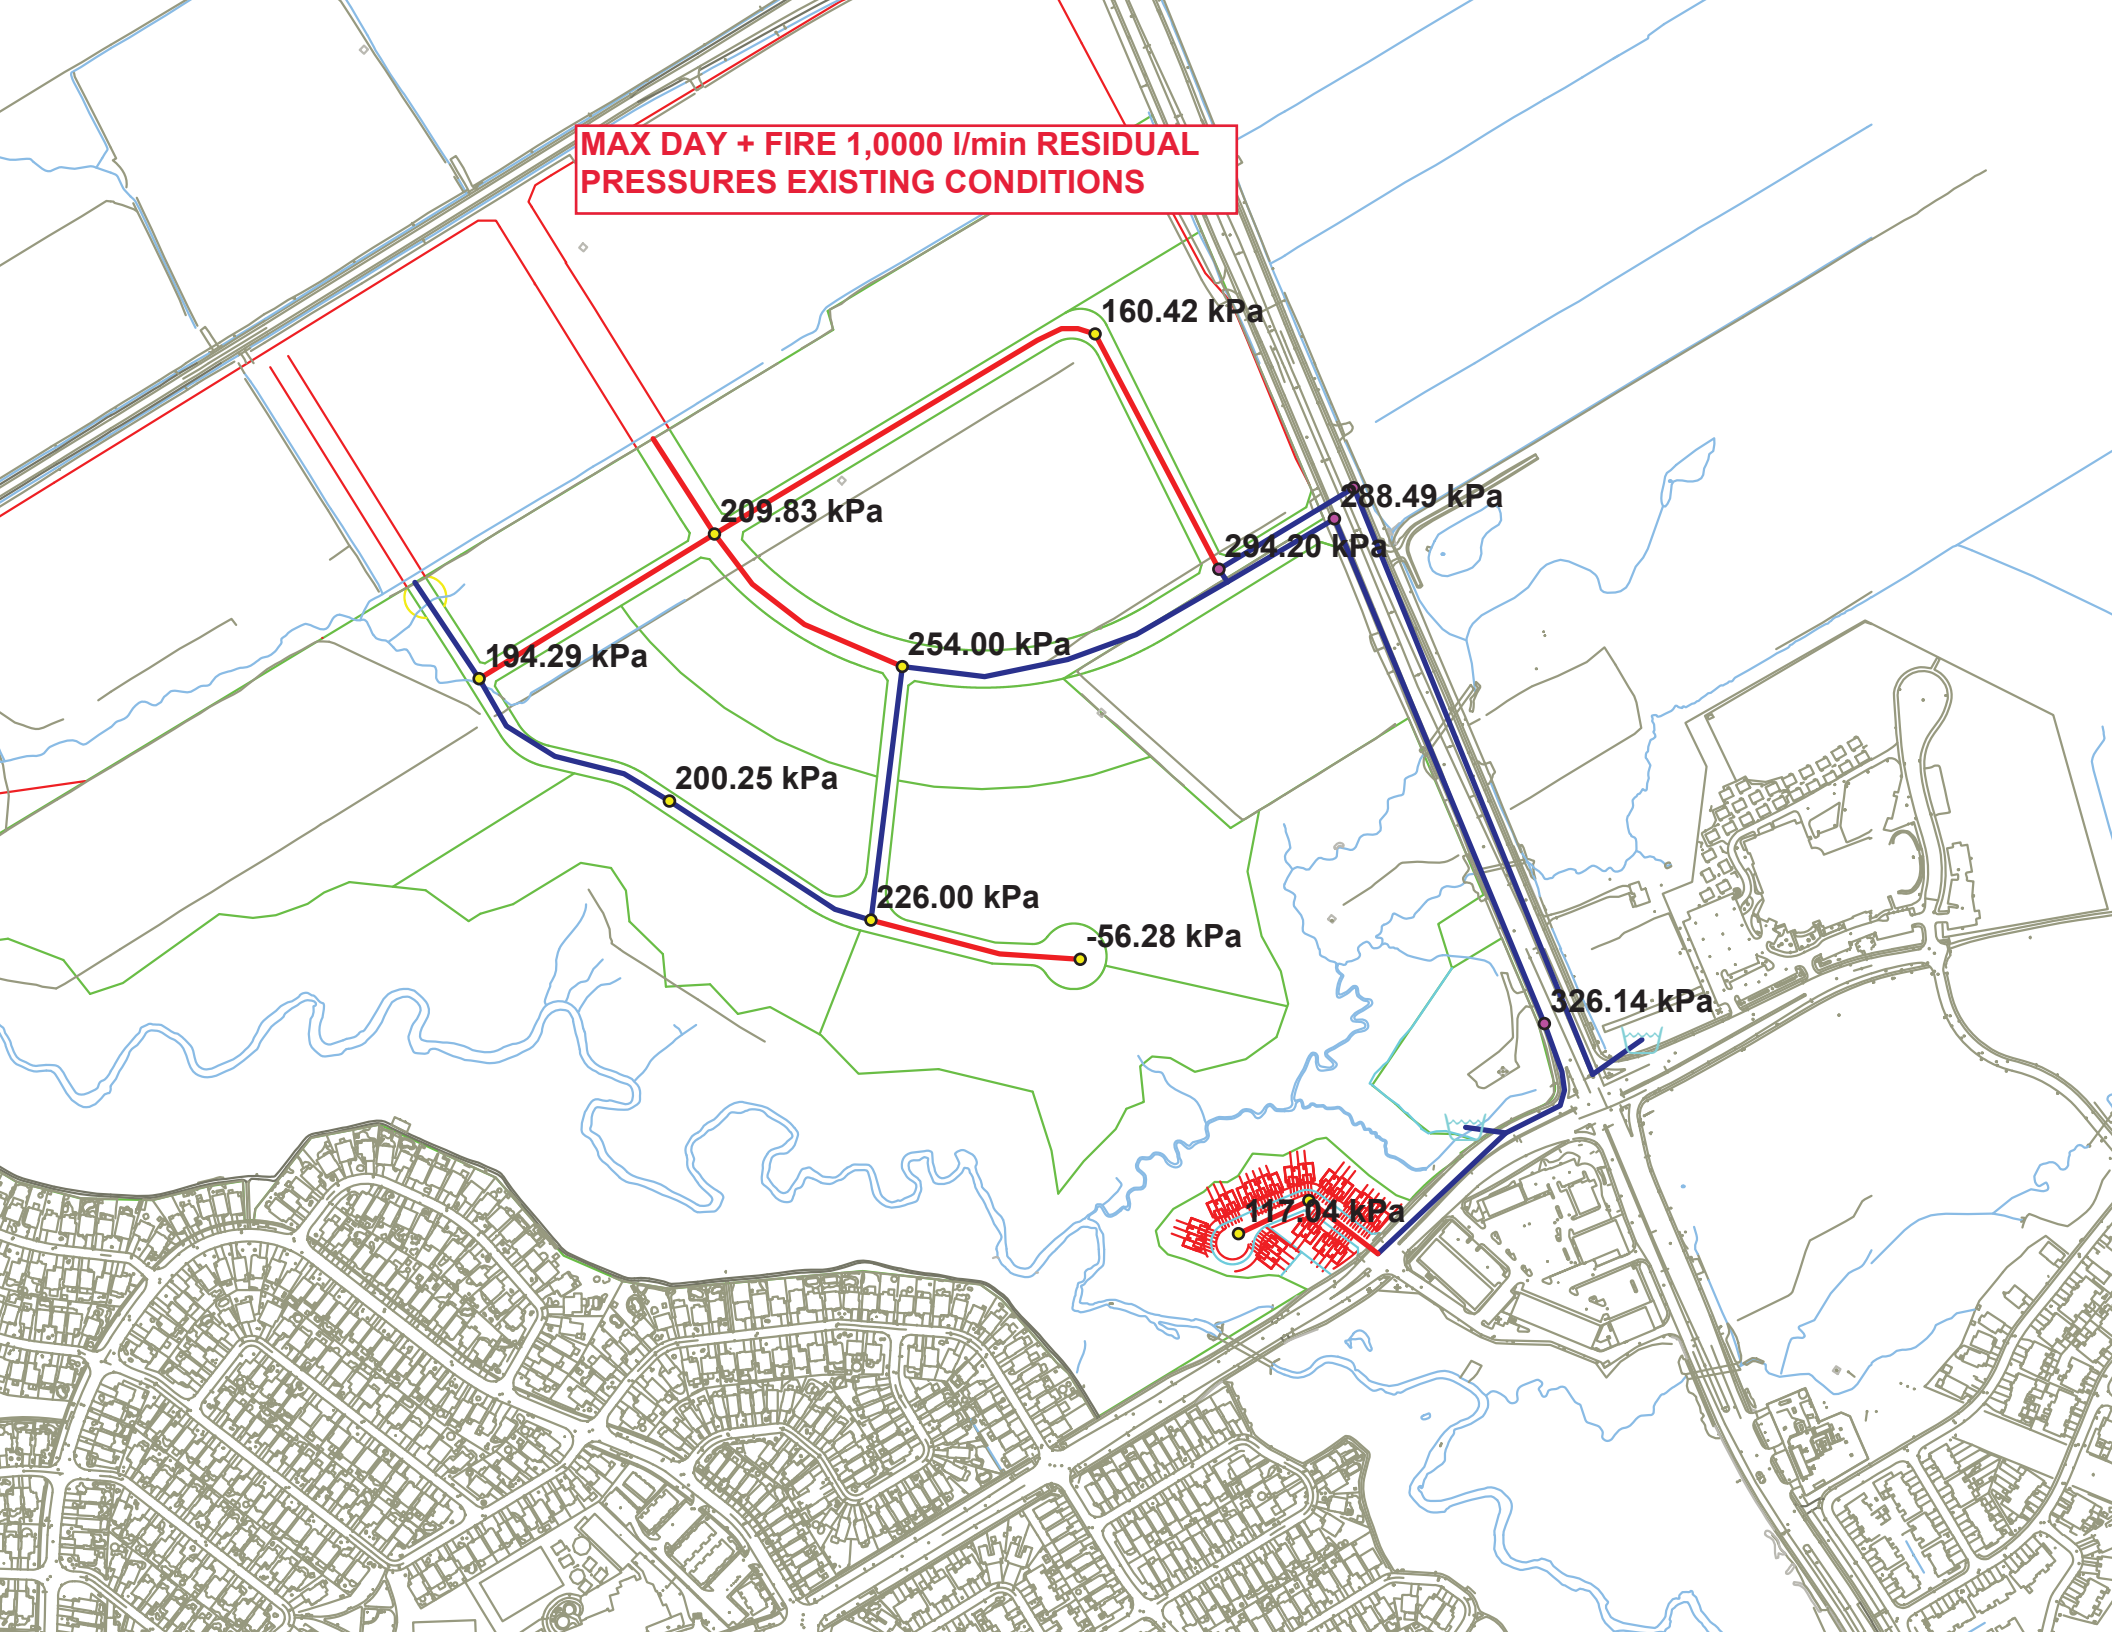 MAX DAY + FIRE 1,0000 l/min RESIDUAL
PRESSURES EXISTING CONDITIONS
160.42 kPa
288.49 kPa
209.83 kPa
294.20 kPa
254.00 kPa
194.29 kPa
200.25 kPa
226.00 kPa
-56.28 kPa
326.14 kPa
117.04 kPa